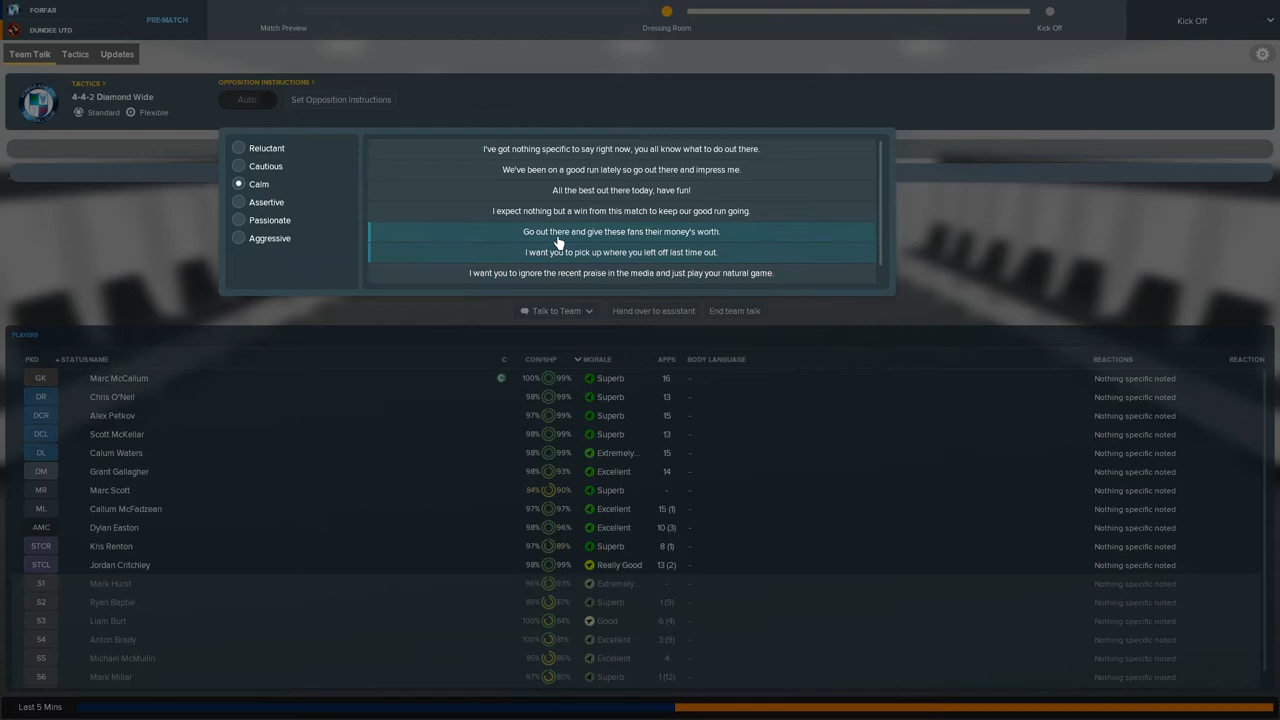 FORFAR
DUNDEE UTD
PRE-MATCH
Match Preview
Dressing Room
Kick Off
Kick Off
Team Talk Tactics Updates
TACTICS >
4-4-2 Diamond Wide
Standard Flexible
OPPOSITION INSTRUCTIONS >
Auto Set Opposition Instructions
Reluctant
Cautious
Calm
Assertive
Passionate
Aggressive
I've got nothing specific to say right now, you all know what to do out there.
We've been on a good run lately so go out there and impress me.
All the best out there today, have fun!
I expect nothing but a win from this match to keep our good run going.
Go out there and give these fans their money's worth.
I want you to pick up where you left off last time out.
I want you to ignore the recent praise in the media and just play your natural game.
Talk to Team Hand over to assistant End team talk
PLAYERS
PKD STATUS NAME C CON/SHP MORALE APPS BODY LANGUAGE REACTIONS REACTION
GK Marc McCallum C 100% 99% Superb 16 - Nothing specific noted
DR Chris O'Neil 98% 99% Superb 13 - Nothing specific noted
DCR Alex Petkov 97% 99% Superb 15 - Nothing specific noted
DCL Scott McKellar 98% 99% Superb 13 - Nothing specific noted
DL Calum Waters 98% 99% Extremely... 15 - Nothing specific noted
DM Grant Gallagher 98% 93% Excellent 14 - Nothing specific noted
MR Marc Scott 84% 90% Superb - - Nothing specific noted
ML Callum McFadzean 97% 97% Excellent 15 (1) - Nothing specific noted
AMC Dylan Easton 98% 96% Excellent 10 (3) - Nothing specific noted
STCR Kris Renton 97% 89% Superb 8 (1) - Nothing specific noted
STCL Jordan Critchley 98% 99% Really Good 13 (2) - Nothing specific noted
S1 Mark Hurst 96% 93% Extremely... - - Nothing specific noted
S2 Ryan Baptie 89% 87% Superb 1 (9) - Nothing specific noted
S3 Liam Burt 100% 84% Good 6 (4) - Nothing specific noted
S4 Anton Brady 100% 81% Excellent 3 (9) - Nothing specific noted
S5 Michael McMullin 85% 86% Excellent 4 - Nothing specific noted
S6 Mark Millar 97% 80% Superb 1 (12) - Nothing specific noted
Last 5 Mins